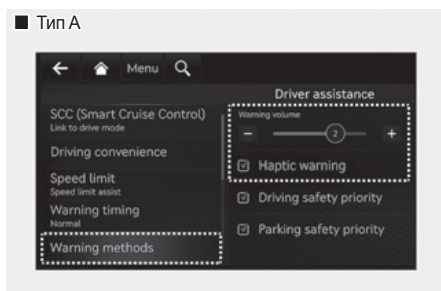 ■ Тип A
Menu
Driver assistance
SCC (Smart Cruise Control)
Link to drive mode
Driving convenience
Speed limit
Speed limit assist
Warning timing
Normal
Warning methods
Warning volume
– 2 +
Haptic warning
Driving safety priority
Parking safety priority